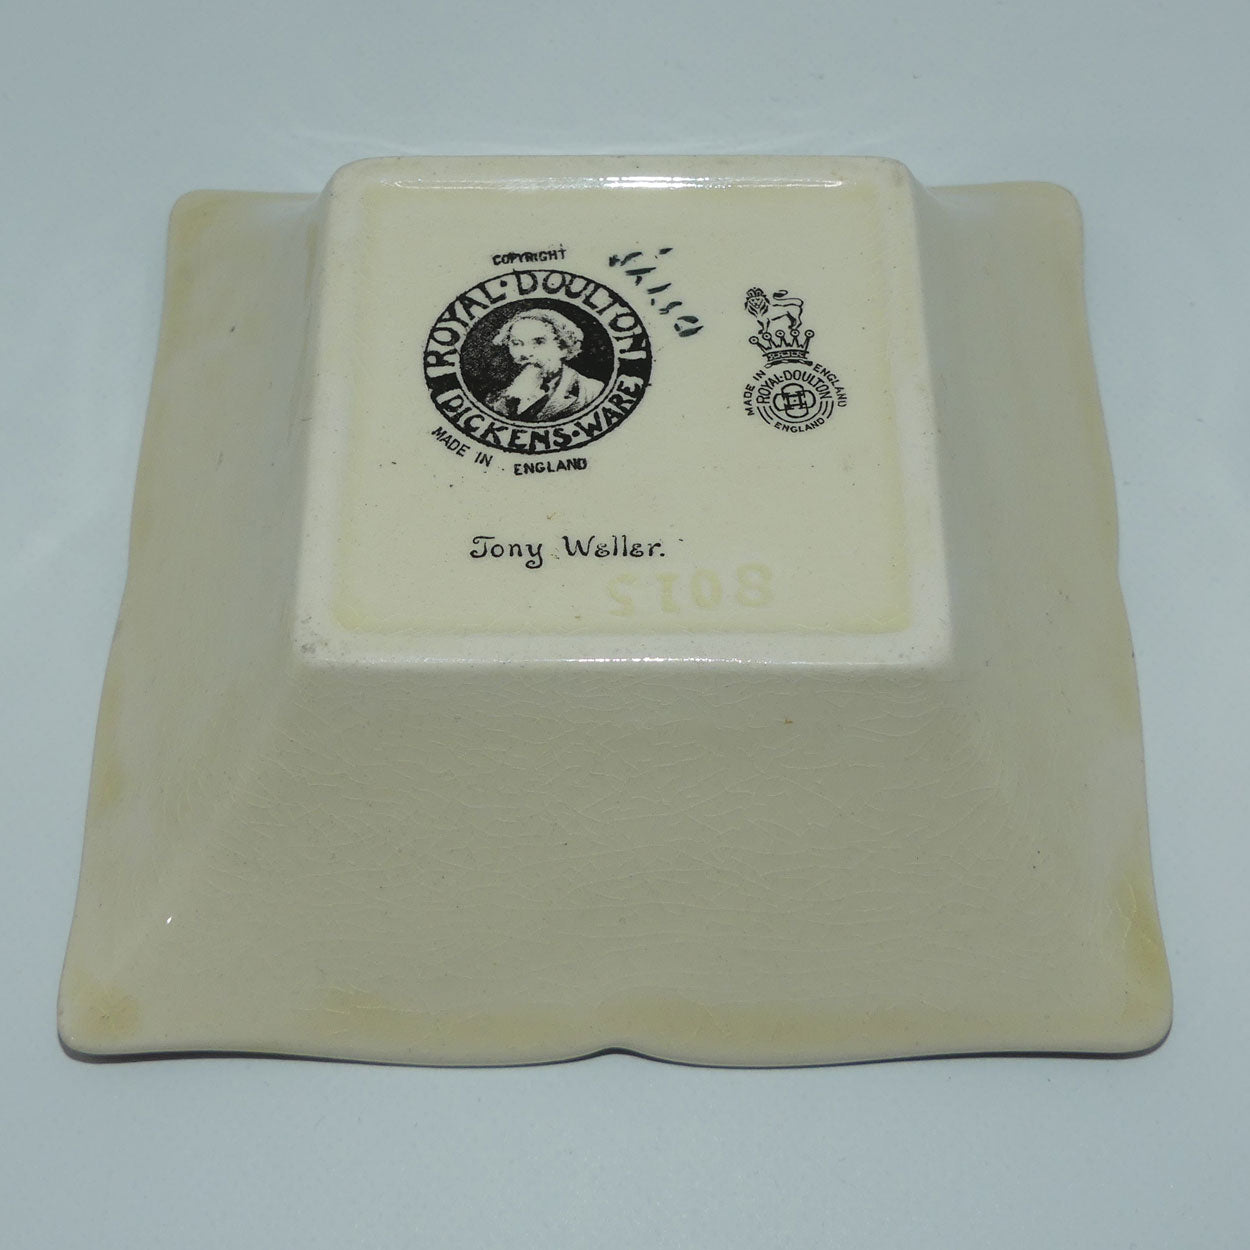 COPYRIGHT
ROYAL·DOULTON
DICKENS·WARE
MADE IN ENGLAND
MADE IN ENGLAND
ROYAL·DOULTON
ENGLAND
Tony Weller.